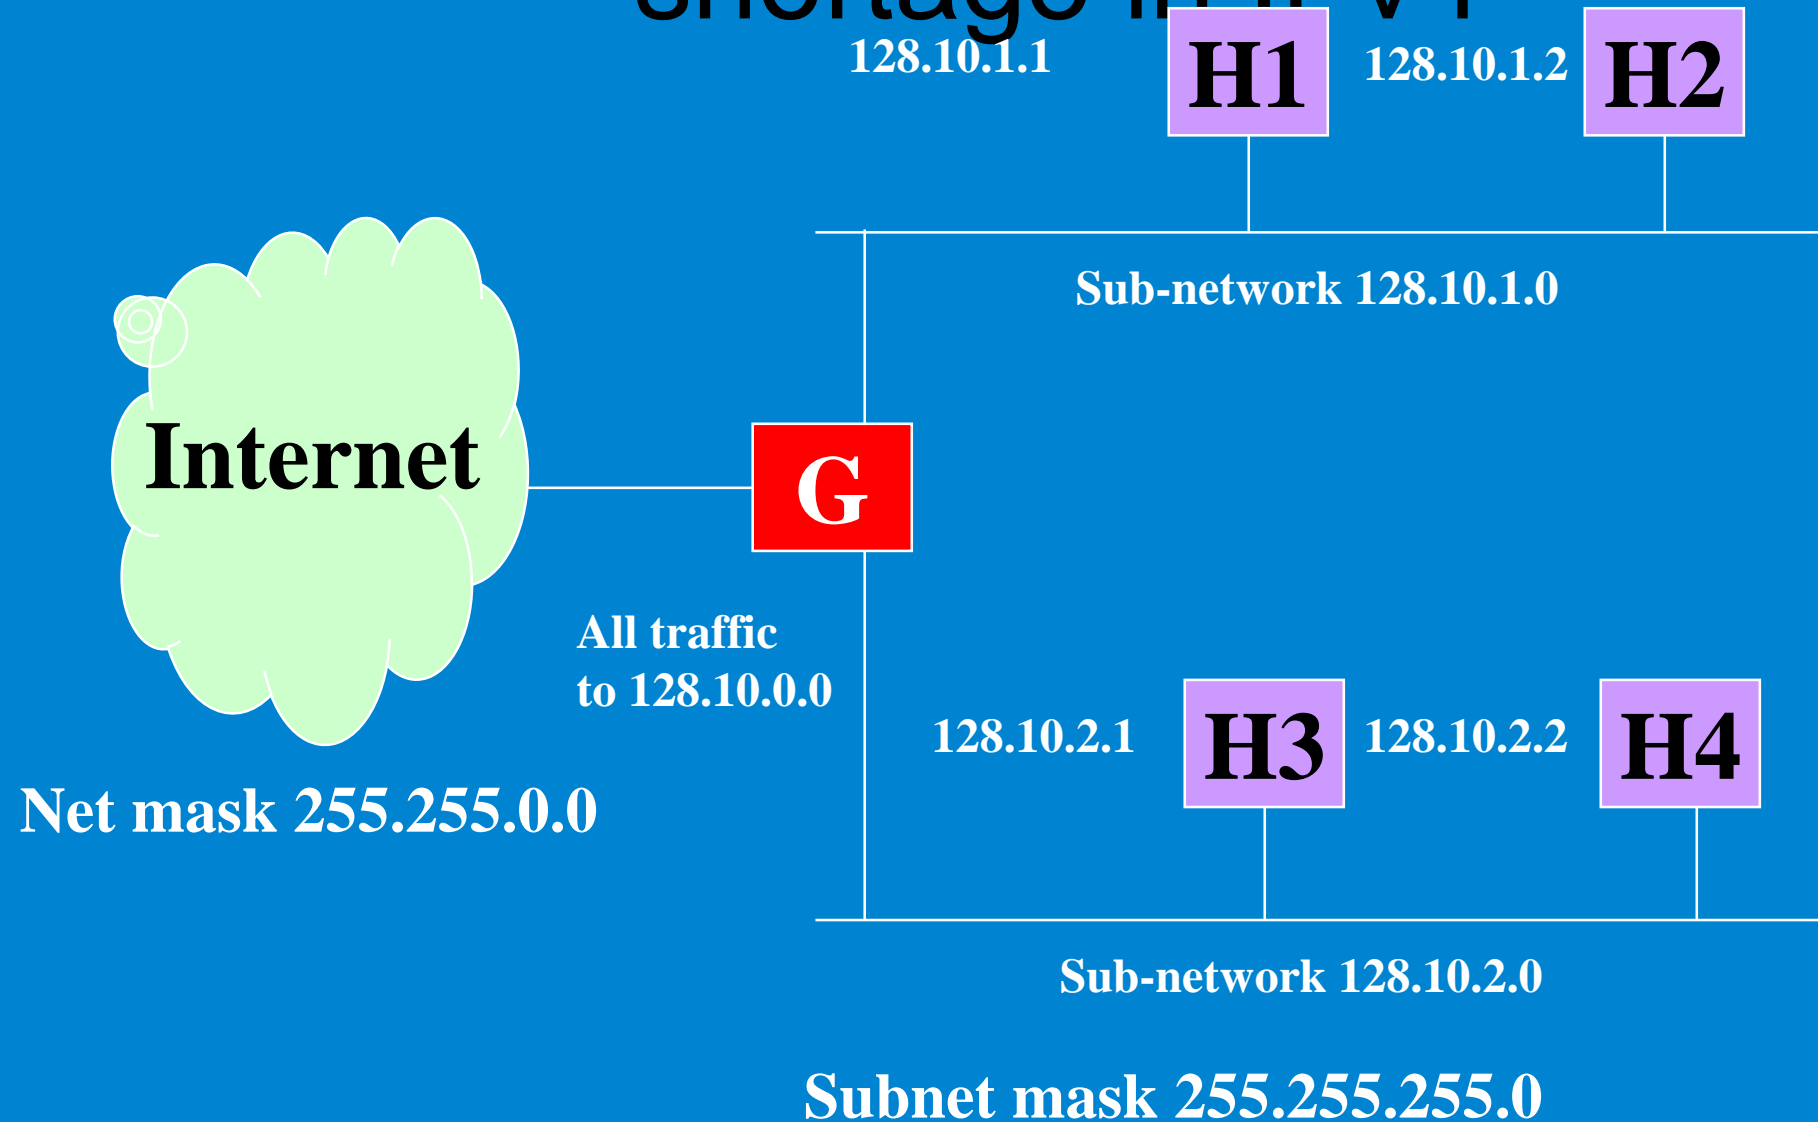 shortage in
128.10.1.1 H1 128.10.1.2 H2
Sub-network 128.10.1.0
Internet
G
All traffic
to 128.10.0.0
128.10.2.1 H3 128.10.2.2 H4
Net mask 255.255.0.0
Sub-network 128.10.2.0
Subnet mask 255.255.255.0